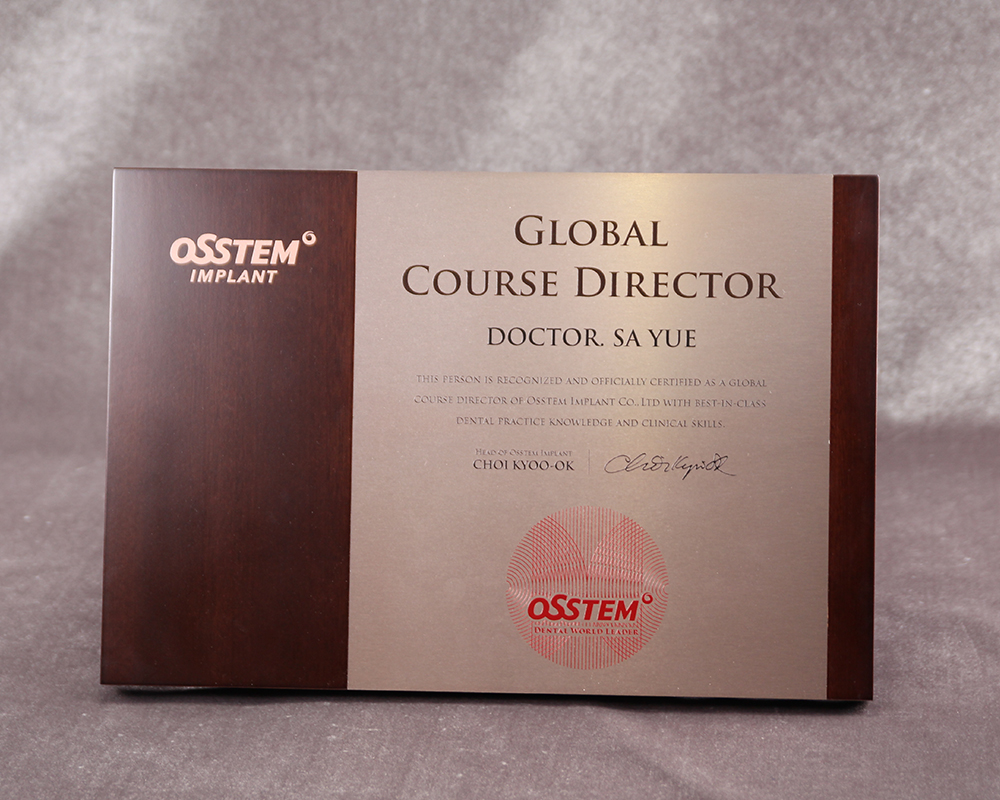 OSSTEM
IMPLANT
GLOBAL
COURSE DIRECTOR
DOCTOR. SA YUE
THIS PERSON IS RECOGNIZED AND OFFICIALLY CERTIFIED AS A GLOBAL
COURSE DIRECTOR OF OSSTEM IMPLANT CO., LTD WITH BEST-IN-CLASS
DENTAL PRACTICE KNOWLEDGE AND CLINICAL SKILLS.
HEAD OF OSSTEM IMPLANT
CHOI KYOO-OK
OSSTEM
DENTAL WORLD LEADER